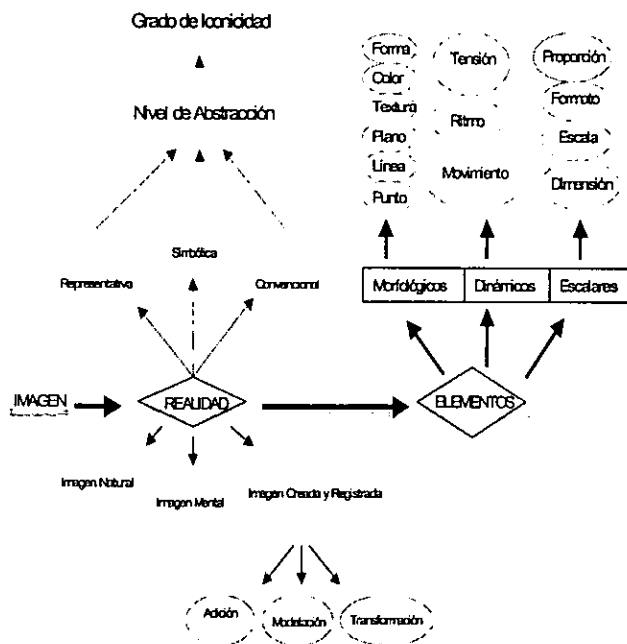 Grado de Iconicidad
Nivel de Abstracción
Simbólica
Representativa
Convencional
Forma
Color
Textura
Plano
Línea
Punto
Tensión
Ritmo
Movimiento
Proporción
Formato
Escala
Dimensión
Morfológicos
Dinámicos
Escalares
IMAGEN
REALIDAD
ELEMENTOS
Imagen Natural
Imagen Mental
Imagen Creada y Registrada
Adición
Modelación
Transformación